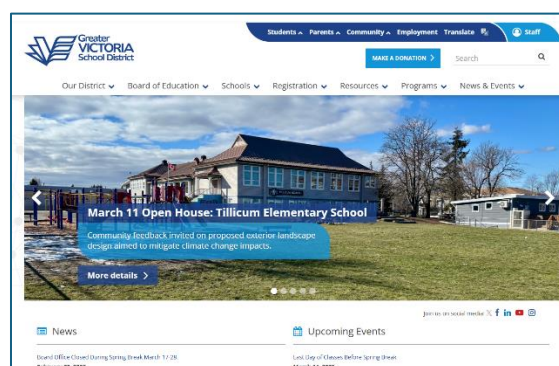 Greater
VICTORIA
School District
Students Parents Community Employment Translate Staff
MAKE A DONATION > Search
Our District Board of Education Schools Registration Resources Programs News & Events
March 11 Open House: Tillicum Elementary School
Community feedback invited on proposed exterior landscape
design aimed to mitigate climate change impacts.
More details >
Join us on social media
News
Upcoming Events
Board Office Closed During Spring Break March 17-28
Last Day of Classes Before Spring Break